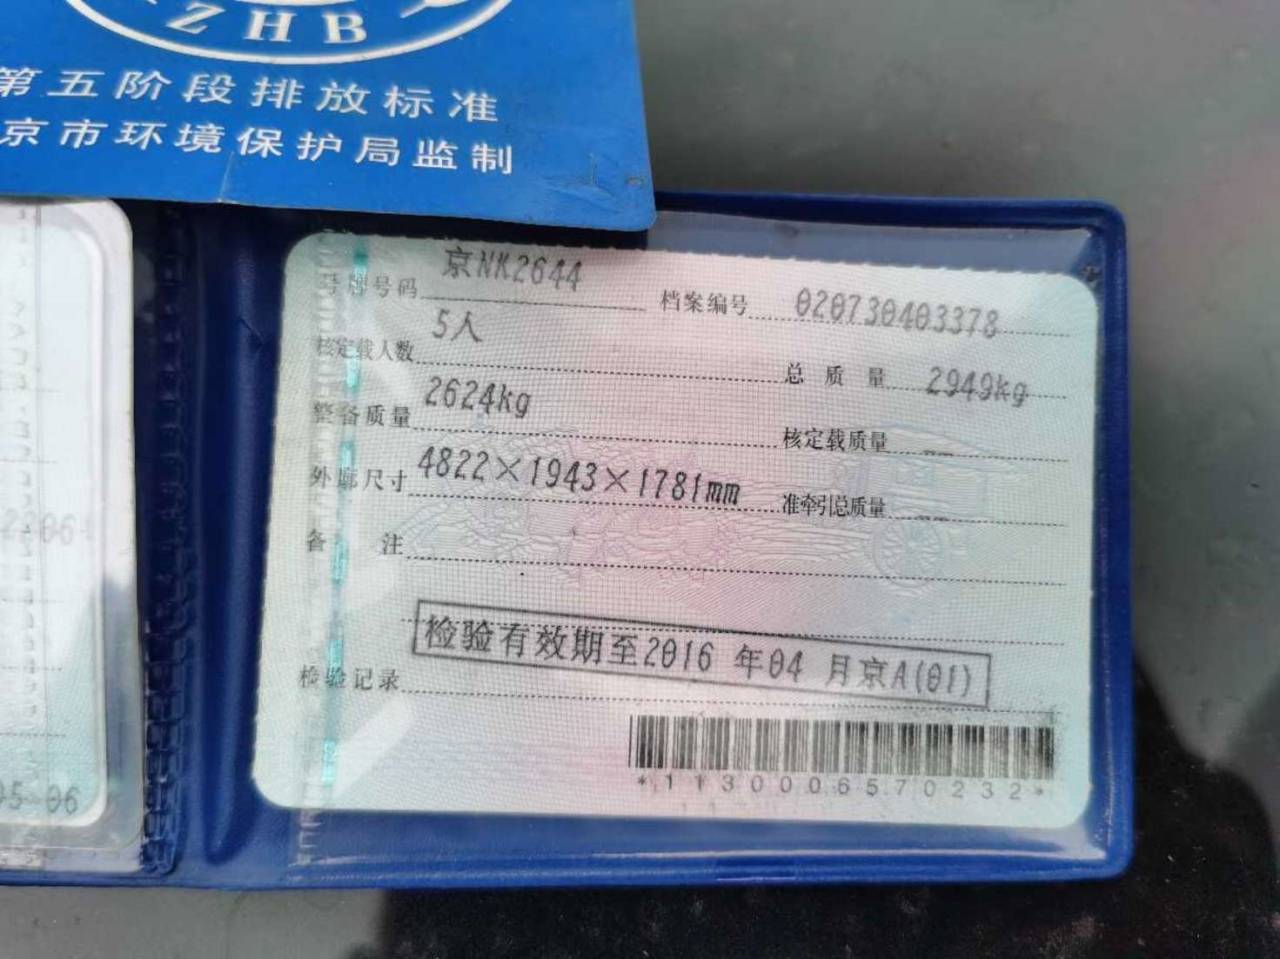 ZHB
第五阶段排放标准
京市环境保护局监制
号牌号码 京NK2644 档案编号 020730403378
核定载人数 5人 总质量 2949kg
整备质量 2624kg 核定载质量 --
外廓尺寸 4822×1943×1781mm 准牵引总质量 --
备注
检验有效期至2016年04月京A(01)
检验记录
*1130006570232*
05-06